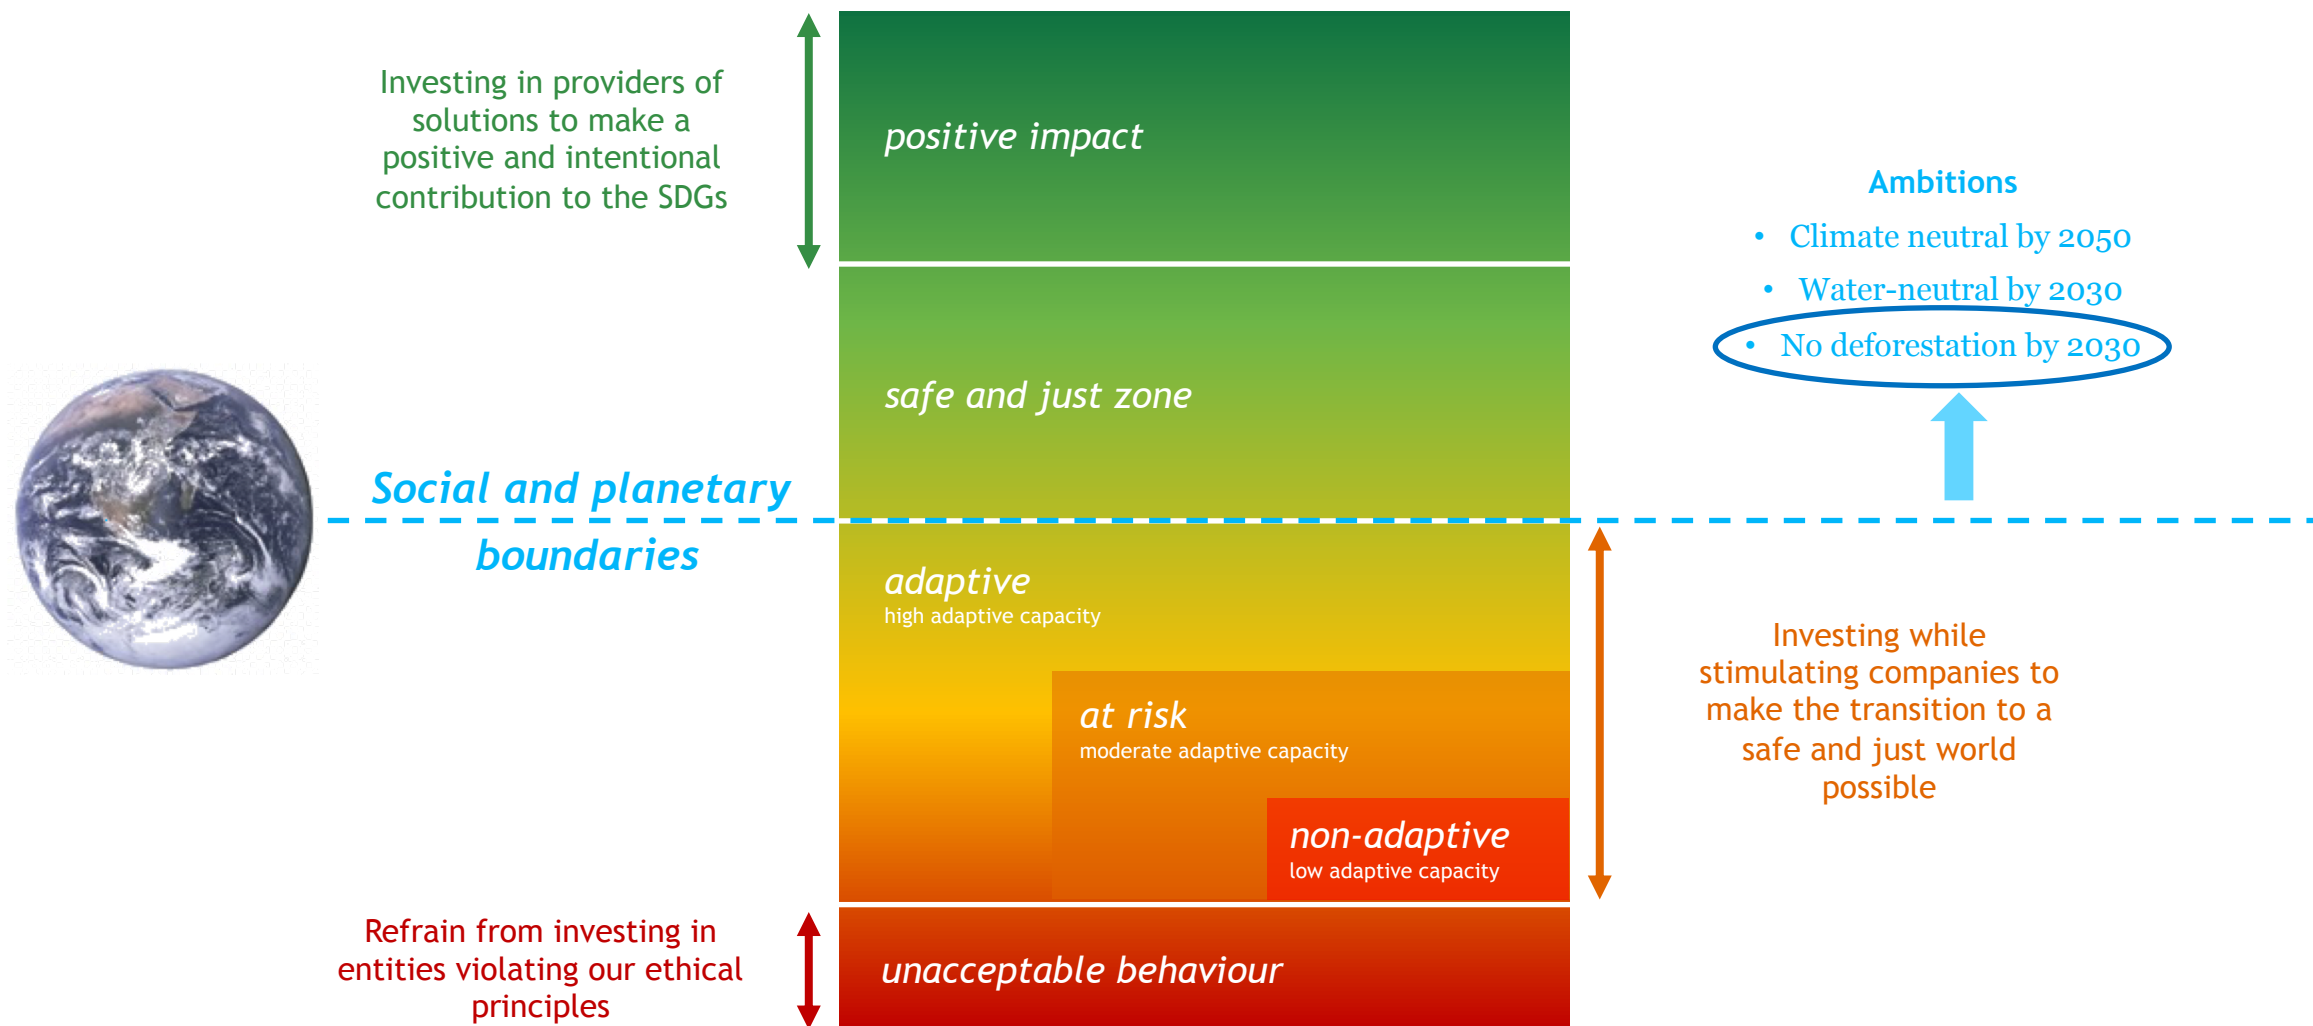 Investing in providers of
solutions to make a
positive and intentional
contribution to the SDGs
positive impact
Ambitions
• Climate neutral by 2050
• Water-neutral by 2030
• No deforestation by 2030
safe and just zone
Social and planetary
boundaries
adaptive
high adaptive capacity
at risk
moderate adaptive capacity
non-adaptive
low adaptive capacity
Investing while
stimulating companies to
make the transition to a
safe and just world
possible
Refrain from investing in
entities violating our ethical
principles
unacceptable behaviour